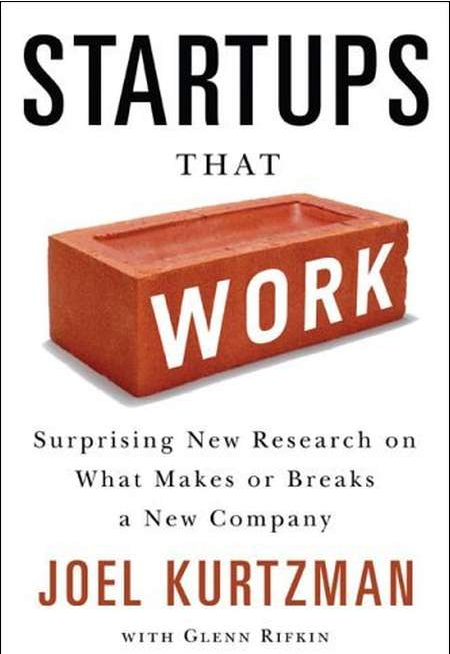 STARTUPS
THAT
WORK
Surprising New Research on
What Makes or Breaks
a New Company
JOEL KURTZMAN
WITH GLENN RIFKIN